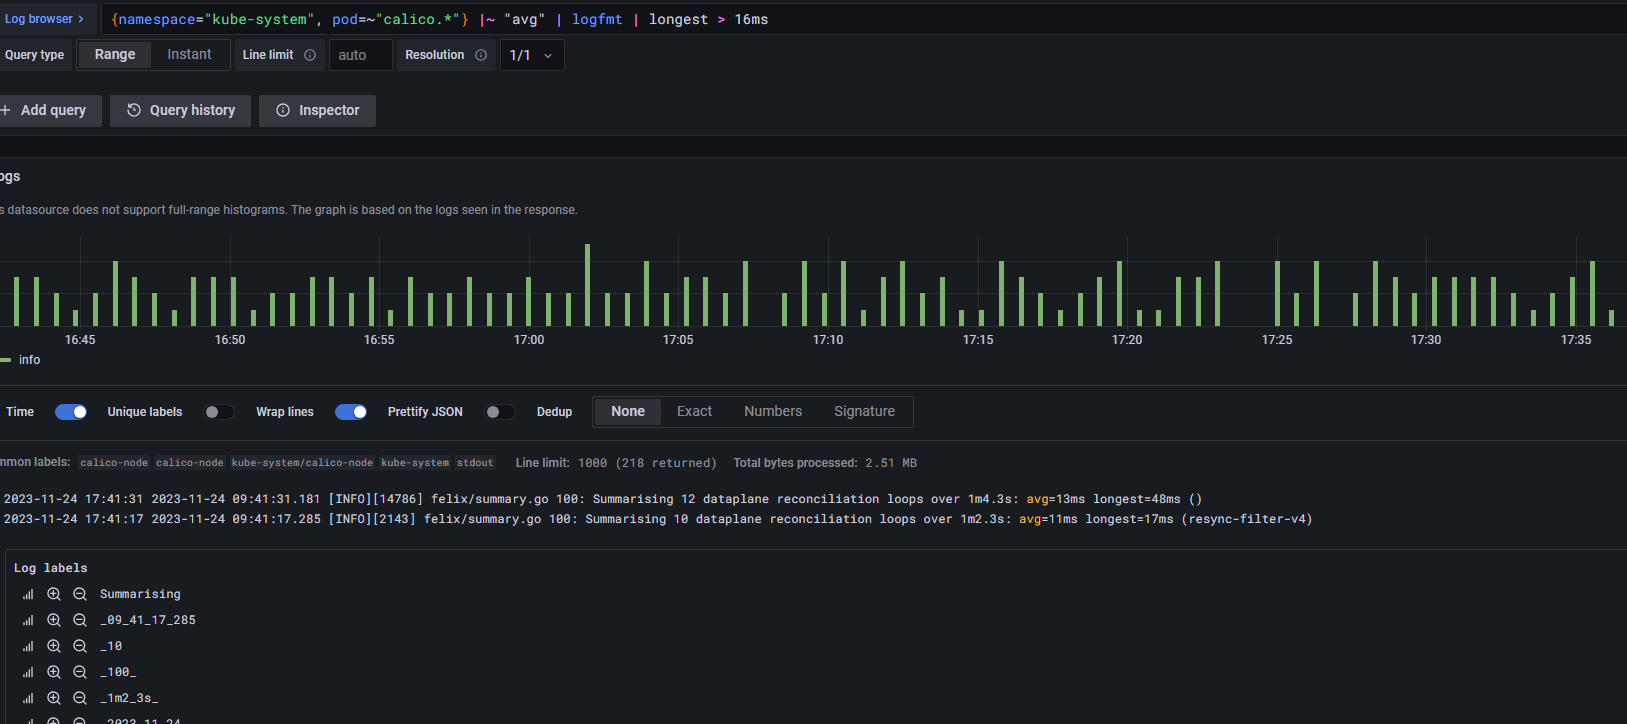 Log browser > {namespace="kube-system", pod=~"calico.*"} |~ "avg" | logfmt | longest > 16ms
Query type Range Instant Line limit auto Resolution 1/1
+ Add query Query history Inspector
ogs
s datasource does not support full-range histograms. The graph is based on the logs seen in the response.
16:45 16:50 16:55 17:00 17:05 17:10 17:15 17:20 17:25 17:30 17:35
info
Time Unique labels Wrap lines Prettify JSON Dedup None Exact Numbers Signature
mmon labels: calico-node calico-node kube-system/calico-node kube-system stdout Line limit: 1000 (218 returned) Total bytes processed: 2.51 MB
2023-11-24 17:41:31 2023-11-24 09:41:31.181 [INFO][14786] felix/summary.go 100: Summarising 12 dataplane reconciliation loops over 1m4.3s: avg=13ms longest=48ms ()
2023-11-24 17:41:17 2023-11-24 09:41:17.285 [INFO][2143] felix/summary.go 100: Summarising 10 dataplane reconciliation loops over 1m2.3s: avg=11ms longest=17ms (resync-filter-v4)
Log labels
Summarising
_09_41_17_285
_10
_100_
_1m2_3s_
_2023_11_24